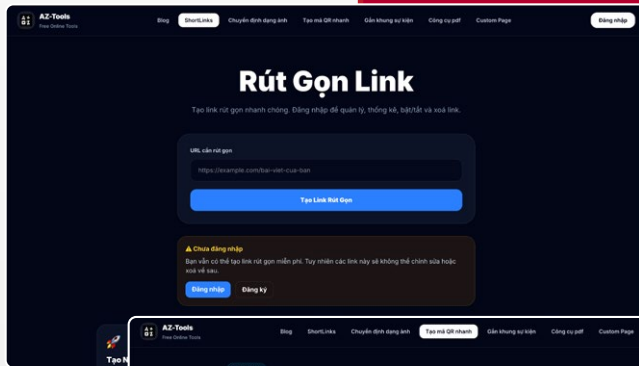 AZ-Tools
Free Online Tools
Blog
ShortLinks
Chuyển định dạng ảnh
Tạo mã QR nhanh
Gắn khung sự kiện
Công cụ pdf
Custom Page
Đăng nhập
Rút Gọn Link
Tạo link rút gọn nhanh chóng. Đăng nhập để quản lý, thống kê, bật/tắt và xoá link.
URL cần rút gọn
https://example.com/bai-viet-cua-ban
Tạo Link Rút Gọn
Chưa đăng nhập
Bạn vẫn có thể tạo link rút gọn miễn phí. Tuy nhiên các link này sẽ không thể chỉnh sửa hoặc
xoá về sau.
Đăng nhập
Đăng ký
Tạo N
AZ-Tools
Free Online Tools
Blog
ShortLinks
Chuyển định dạng ảnh
Tạo mã QR nhanh
Gắn khung sự kiện
Công cụ pdf
Custom Page